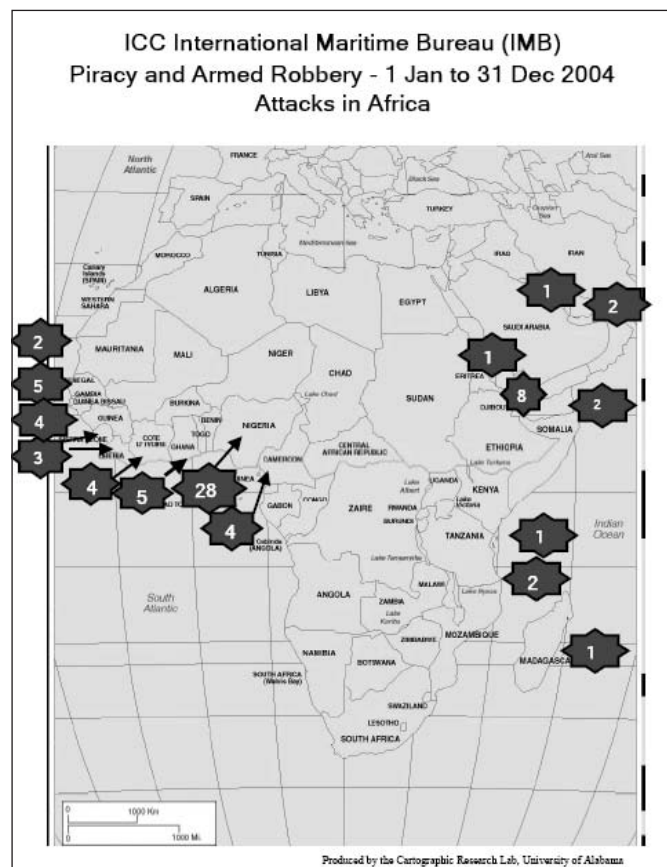 ICC International Maritime Bureau (IMB)
Piracy and Armed Robbery - 1 Jan to 31 Dec 2004
Attacks in Africa
North
Atlantic
FRANCE
Black Sea
Aral Sea
SPAIN
TURKEY
Caspian
Sea
Mediterranean Sea
TUNISIA
MOROCCO
IRAQ
IRAN
Canary
Islands
(SPAIN)
WESTERN
SAHARA
ALGERIA
LIBYA
EGYPT
1
2
SAUDI ARABIA
2
MAURITANIA
MALI
NIGER
CHAD
SUDAN
1
ERITREA
5
GAMBIA
GUINEA BISSAU
BURKINA
Lake Chad
DJIBOUTI
8
2
4
GUINEA
BENIN
NIGERIA
SOMALIA
3
COTE
TOGO
GHANA
CENTRAL
AFRICAN REPUBLIC
ETHIOPIA
Lake Turkana
4
5
28
CAMEROON
Lake
Albert
UGANDA
KENYA
4
GABON
CONGO
ZAIRE
RWANDA
BURUNDI
Lake
Victoria
Indian
Ocean
1
Cabinda
(ANGOLA)
TANZANIA
Lake Tanganyika
2
South
Atlantic
ANGOLA
MALAWI
Lake Nyasa
ZAMBIA
Lake
Kariba
ZIMBABWE
MOZAMBIQUE
1
NAMIBIA
BOTSWANA
MADAGASCA
SOUTH AFRICA
(Walvis Bay)
SWAZILAND
LESOTHO
SOUTH AFRICA
0
1000 Km
0
1000 Mi.
Produced by the Cartographic Research Lab, University of Alabama